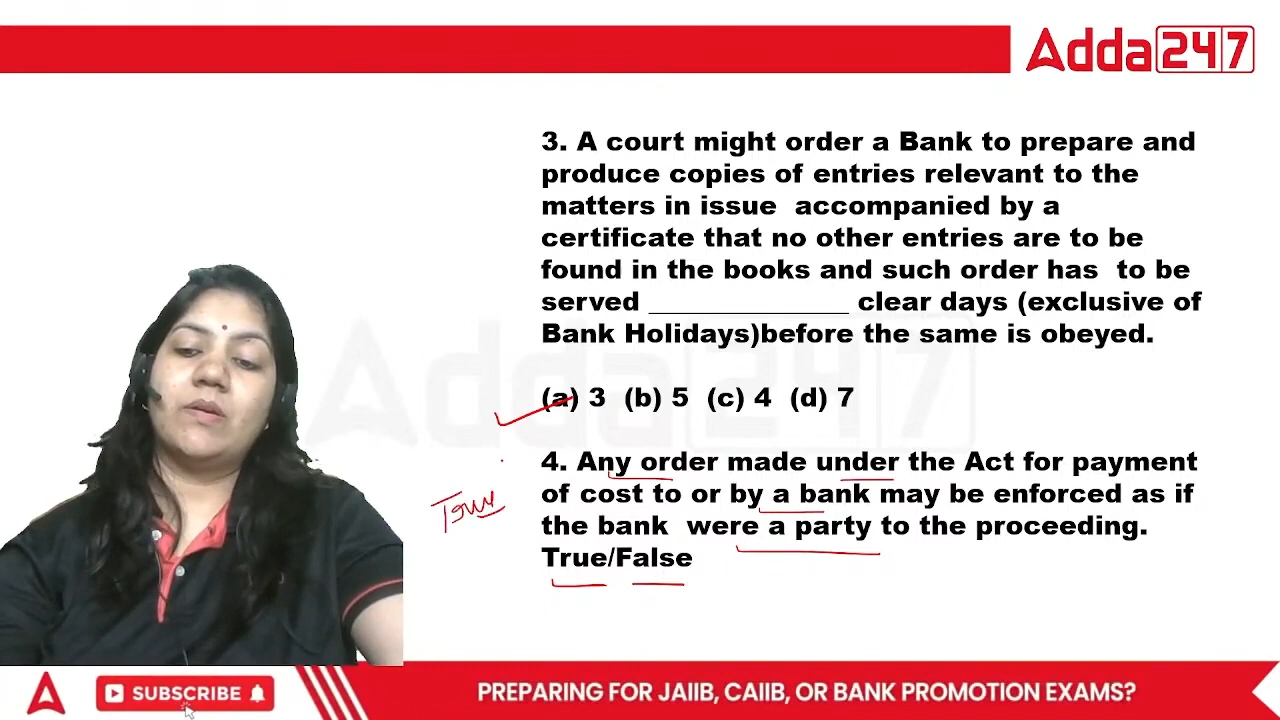 Adda247
3. A court might order a Bank to prepare and
produce copies of entries relevant to the
matters in issue accompanied by a
certificate that no other entries are to be
found in the books and such order has to be
served ______________ clear days (exclusive of
Bank Holidays)before the same is obeyed.
(a) 3 (b) 5 (c) 4 (d) 7
4. Any order made under the Act for payment
of cost to or by a bank may be enforced as if
True
the bank were a party to the proceeding.
True/False
Adda247
SUBSCRIBE
PREPARING FOR JAIIB, CAIIB, OR BANK PROMOTION EXAMS?